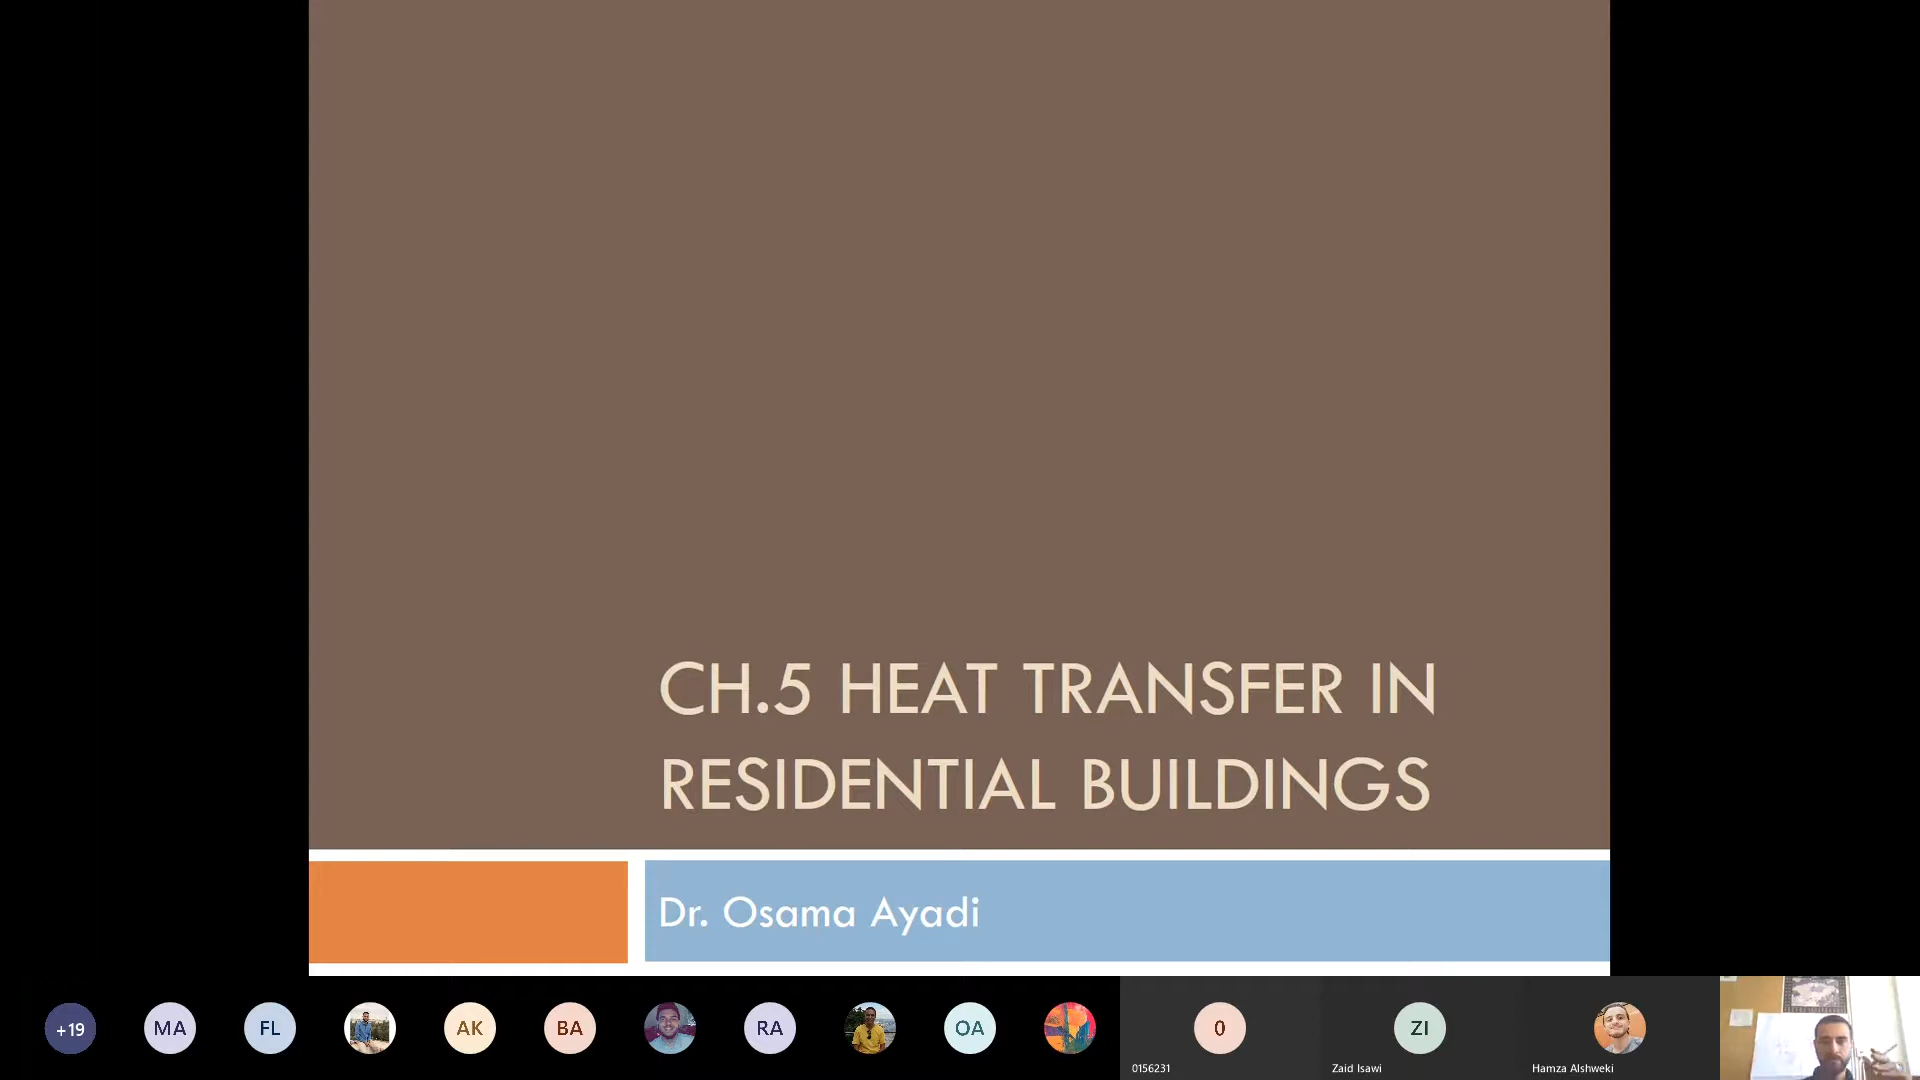 CH.5 HEAT TRANSFER IN
RESIDENTIAL BUILDINGS
Dr. Osama Ayadi
+19
MA
FL
AK
BA
RA
OA
0
ZI
0156231
Zaid Isawi
Hamza Alshweki